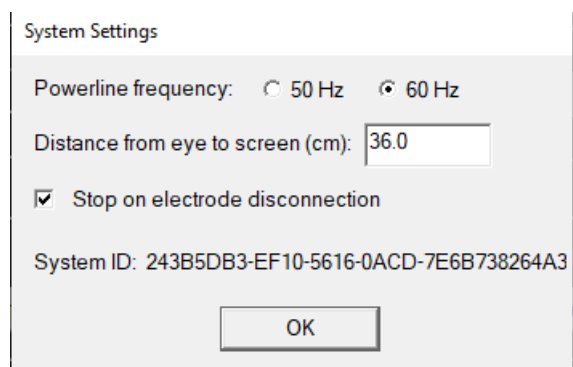 System Settings
Powerline frequency: 50 Hz 60 Hz
Distance from eye to screen (cm): 36.0
Stop on electrode disconnection
System ID: 243B5DB3-EF10-5616-0ACD-7E6B738264A3
OK